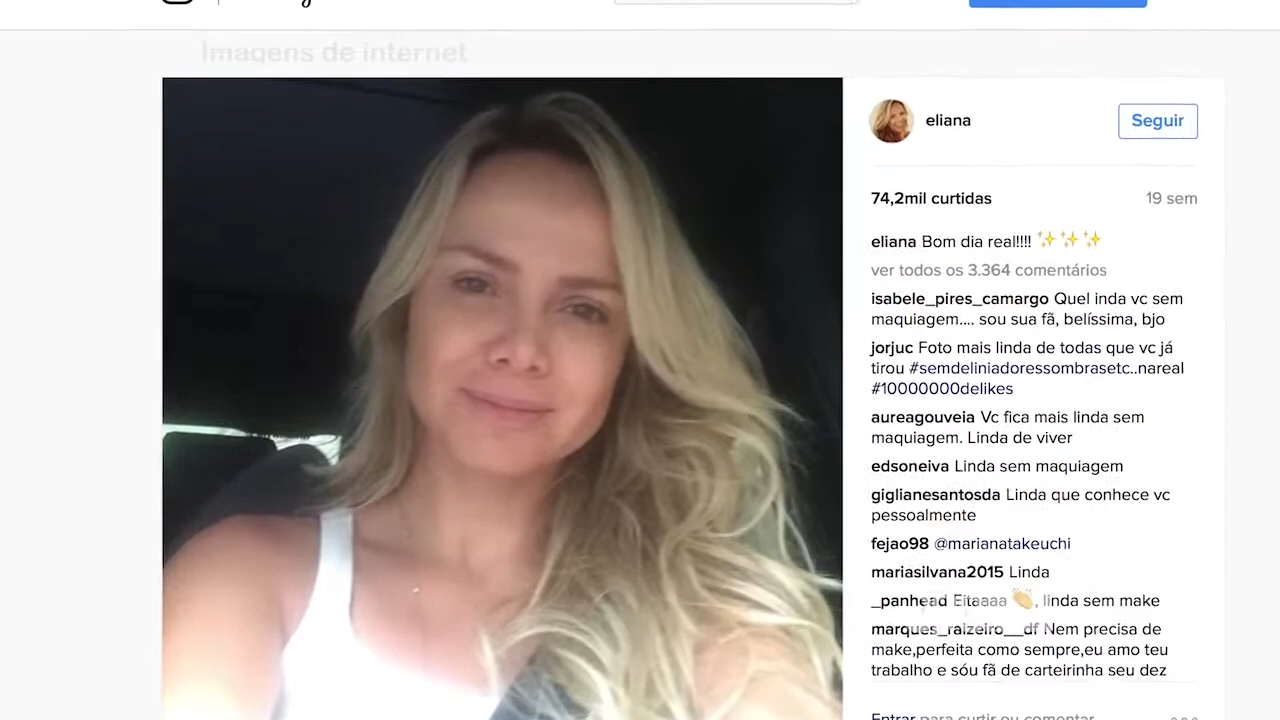 Imagens de internet
eliana
Seguir
74,2mil curtidas
19 sem
eliana Bom dia real!!!! ✨✨✨
ver todos os 3.364 comentários
isabele_pires_camargo Quel inda vc sem
maquiagem.... sou sua fã, belíssima, bjo
jorjuc Foto mais linda de todas que vc já
tirou #semdeliniadoressombrasetc..nareal
#10000000delikes
aureagouveia Vc fica mais linda sem
maquiagem. Linda de viver
edsoneiva Linda sem maquiagem
giglianesantosda Linda que conhece vc
pessoalmente
fejao98 @marianatakeuchi
mariasilvana2015 Linda
_panhead Eitaaaa 👏, linda sem make
marques_raizeiro__df Nem precisa de
make,perfeita como sempre,eu amo teu
trabalho e sóu fã de carteirinha seu dez
Entrar para curtir ou comentar